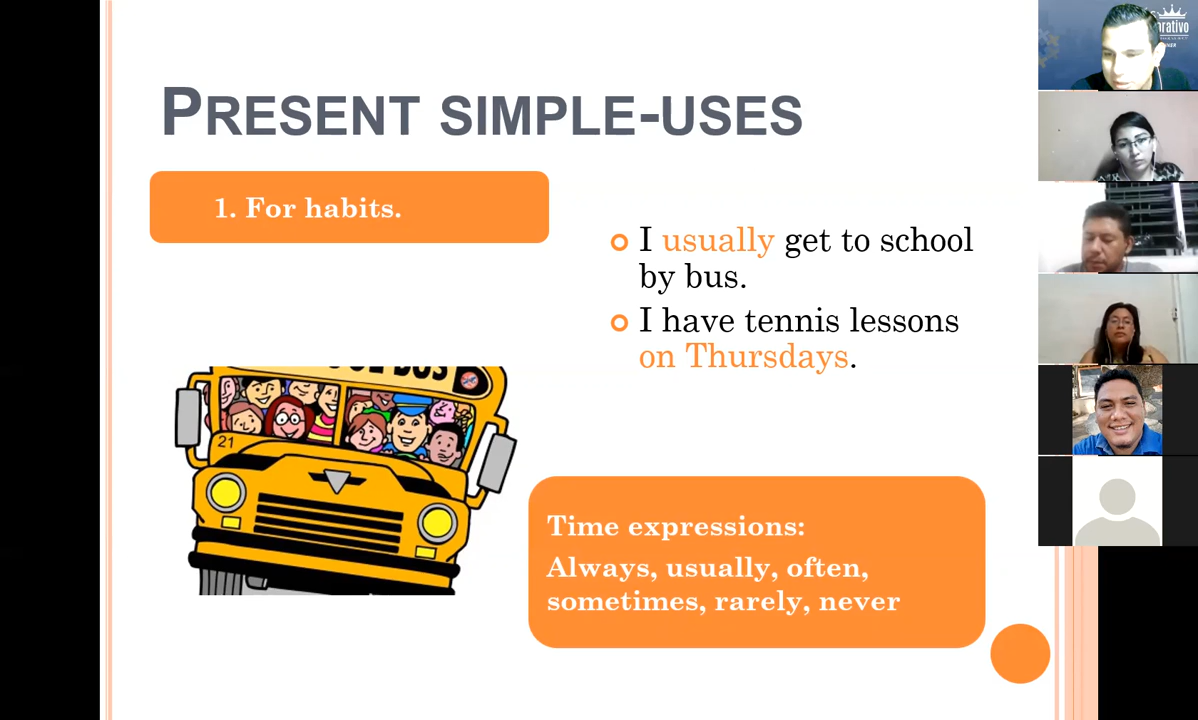 PRESENT SIMPLE-USES
1. For habits.
I usually get to school
by bus.
I have tennis lessons
on Thursdays.
BUS
21
Time expressions:
Always, usually, often,
sometimes, rarely, never